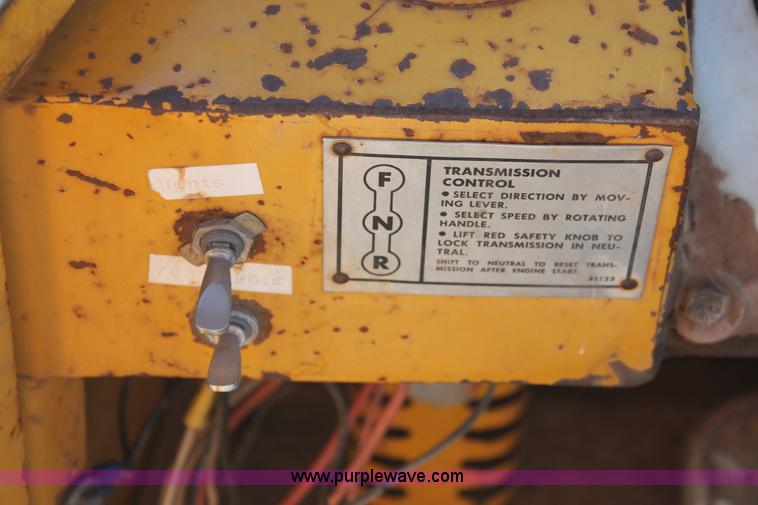 lights
F
N
R
TRANSMISSION
CONTROL
• SELECT DIRECTION BY MOV-
ING LEVER.
• SELECT SPEED BY ROTATING
HANDLE.
• LIFT RED SAFETY KNOB TO
LOCK TRANSMISSION IN NEU-
TRAL.
SHIFT TO NEUTRAL TO RESET TRANS-
MISSION AFTER ENGINE START.
www.purplewave.com